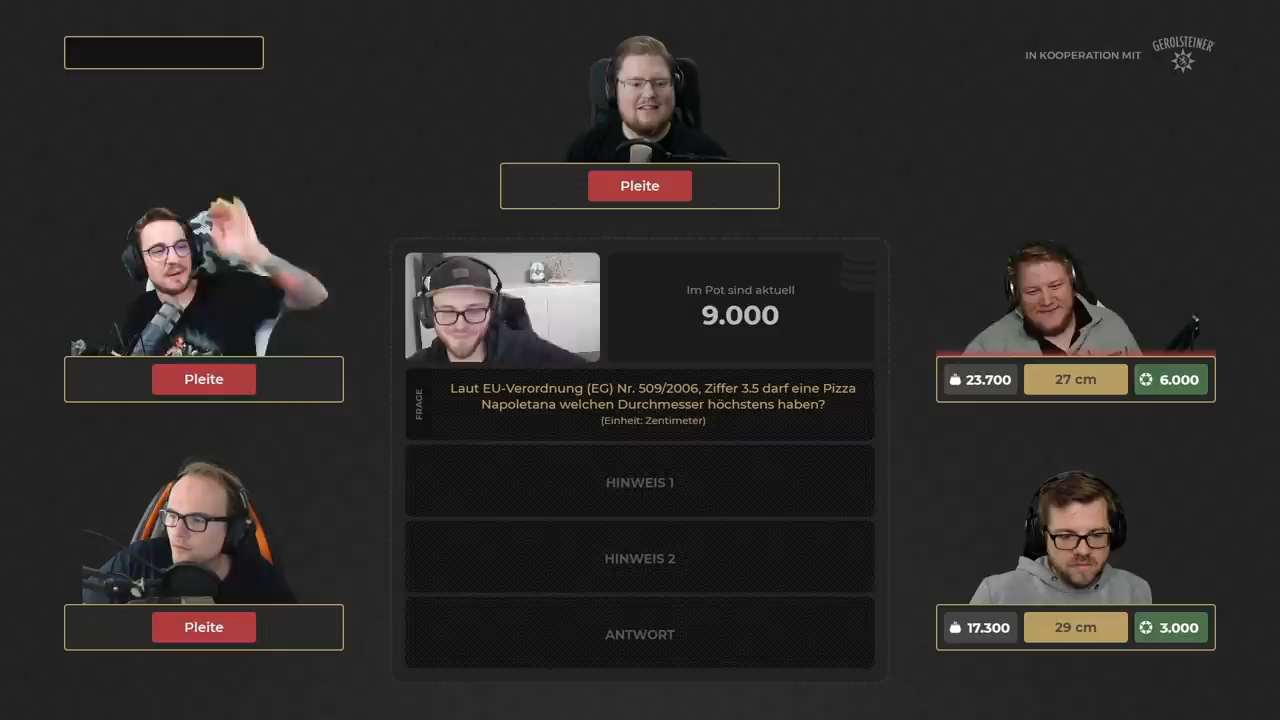 IN KOOPERATION MIT
GEROLSTEINER
Pleite
Pleite
Im Pot sind aktuell
9.000
23.700 27 cm 6.000
FRAGE
Laut EU-Verordnung (EG) Nr. 509/2006, Ziffer 3.5 darf eine Pizza
Napoletana welchen Durchmesser höchstens haben?
(Einheit: Zentimeter)
HINWEIS 1
HINWEIS 2
Pleite
ANTWORT
17.300 29 cm 3.000